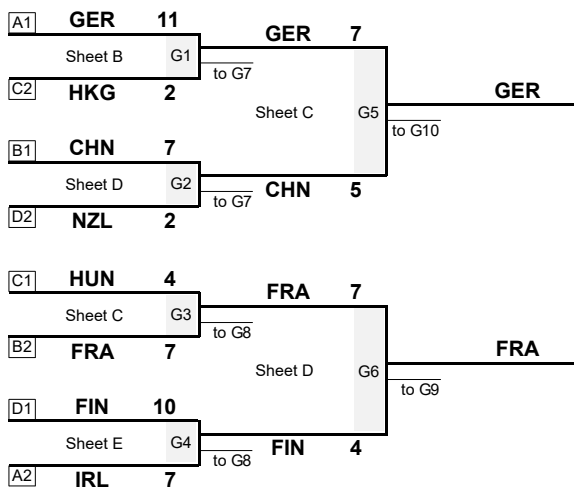 A1 GER 11
Sheet B G1
C2 HKG 2
to G7
GER 7
Sheet C G5
GER
to G10
B1 CHN 7
Sheet D G2
D2 NZL 2
to G7
CHN 5
C1 HUN 4
Sheet C G3
B2 FRA 7
to G8
FRA 7
Sheet D G6
FRA
to G9
D1 FIN 10
Sheet E G4
A2 IRL 7
to G8
FIN 4